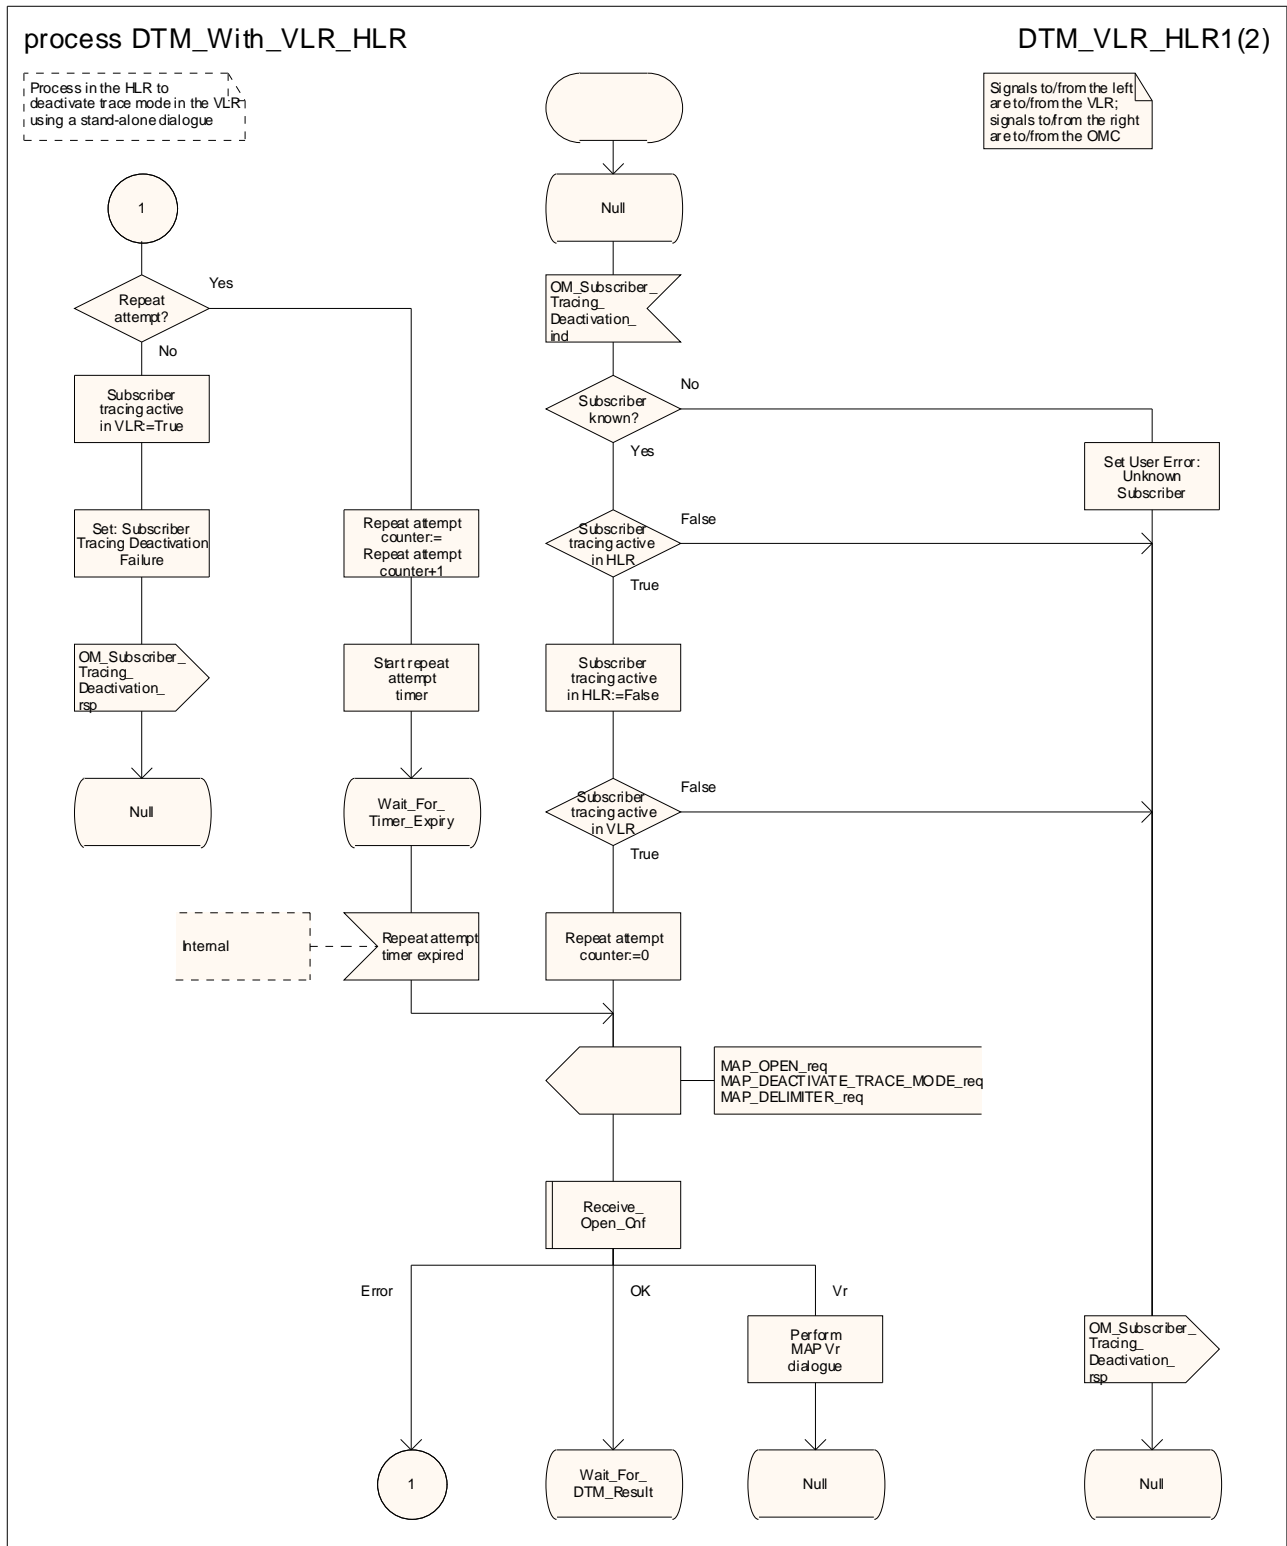 process DTM_With_VLR_HLR
DTM_VLR_HLR1(2)
Process in the HLR to
deactivate trace mode in the VLR
using a stand-alone dialogue
Signals to/from the left
are to/from the VLR;
signals to/from the right
are to/from the OMC
1
Null
Repeat
attempt?
Yes
No
OM_Subscriber_
Tracing_
Deactivation_
ind
Subscriber
tracing active
in VLR:=True
Subscriber
known?
No
Yes
Set User Error:
Unknown
Subscriber
Set: Subscriber
Tracing Deactivation
Failure
Repeat attempt
counter:=
Repeat attempt
counter+1
Subscriber
tracing active
in HLR
False
True
OM_Subscriber_
Tracing_
Deactivation_
rsp
Start repeat
attempt
timer
Subscriber
tracing active
in HLR:=False
Null
Wait_For_
Timer_Expiry
Subscriber
tracing active
in VLR
False
True
Internal
Repeat attempt
timer expired
Repeat attempt
counter:=0
MAP_OPEN_req
MAP_DEACTIVATE_TRACE_MODE_req
MAP_DELIMITER_req
Receive_
Open_Cnf
Error
OK
Vr
Perform
MAP Vr
dialogue
OM_Subscriber_
Tracing_
Deactivation_
rsp
1
Wait_For_
DTM_Result
Null
Null